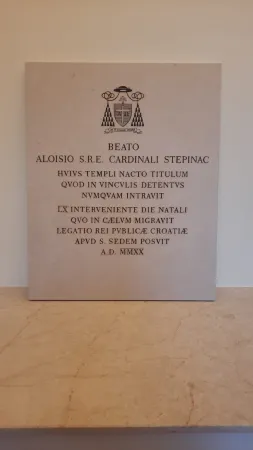 BEATO
ALOISIO S.R.E. CARDINALI STEPINAC
HVIVS TEMPLI NACTO TITVLVM
QVOD IN VINCVLIS DETENTVS
NVMQVAM INTRAVIT
LX INTERVENIENTE DIE NATALI
QVO IN CÆLVM MIGRAVIT
LEGATIO REI PVBLICÆ CROATIÆ
APVD S. SEDEM POSVIT
A.D. MMXX